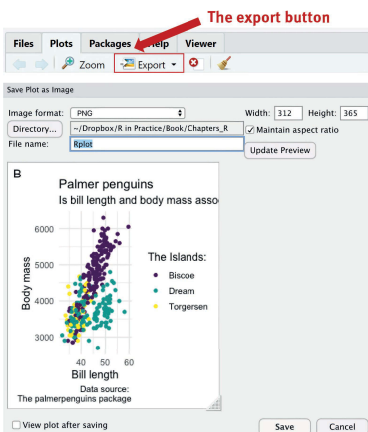 The export button
Files Plots Packages Help Viewer
Zoom Export
Save Plot as Image
Image format: PNG Width: 312 Height: 365
Directory... ~/Dropbox/R in Practice/Book/Chapters_R Maintain aspect ratio
File name: Rplot Update Preview
B
Palmer penguins
Is bill length and body mass asso
Body mass
6000
5000
4000
3000
The Islands:
Biscoe
Dream
Torgersen
40 50 60
Bill length
Data source:
The palmerpenguins package
View plot after saving Save Cancel